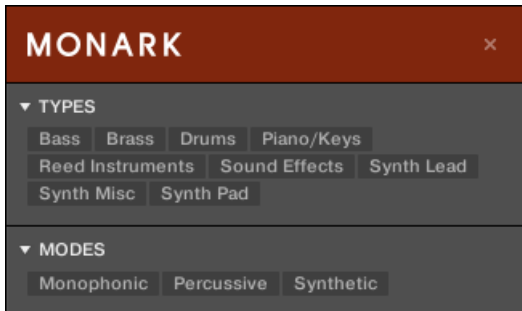 MONARK ×
▼ TYPES
Bass Brass Drums Piano/Keys
Reed Instruments Sound Effects Synth Lead
Synth Misc Synth Pad
▼ MODES
Monophonic Percussive Synthetic